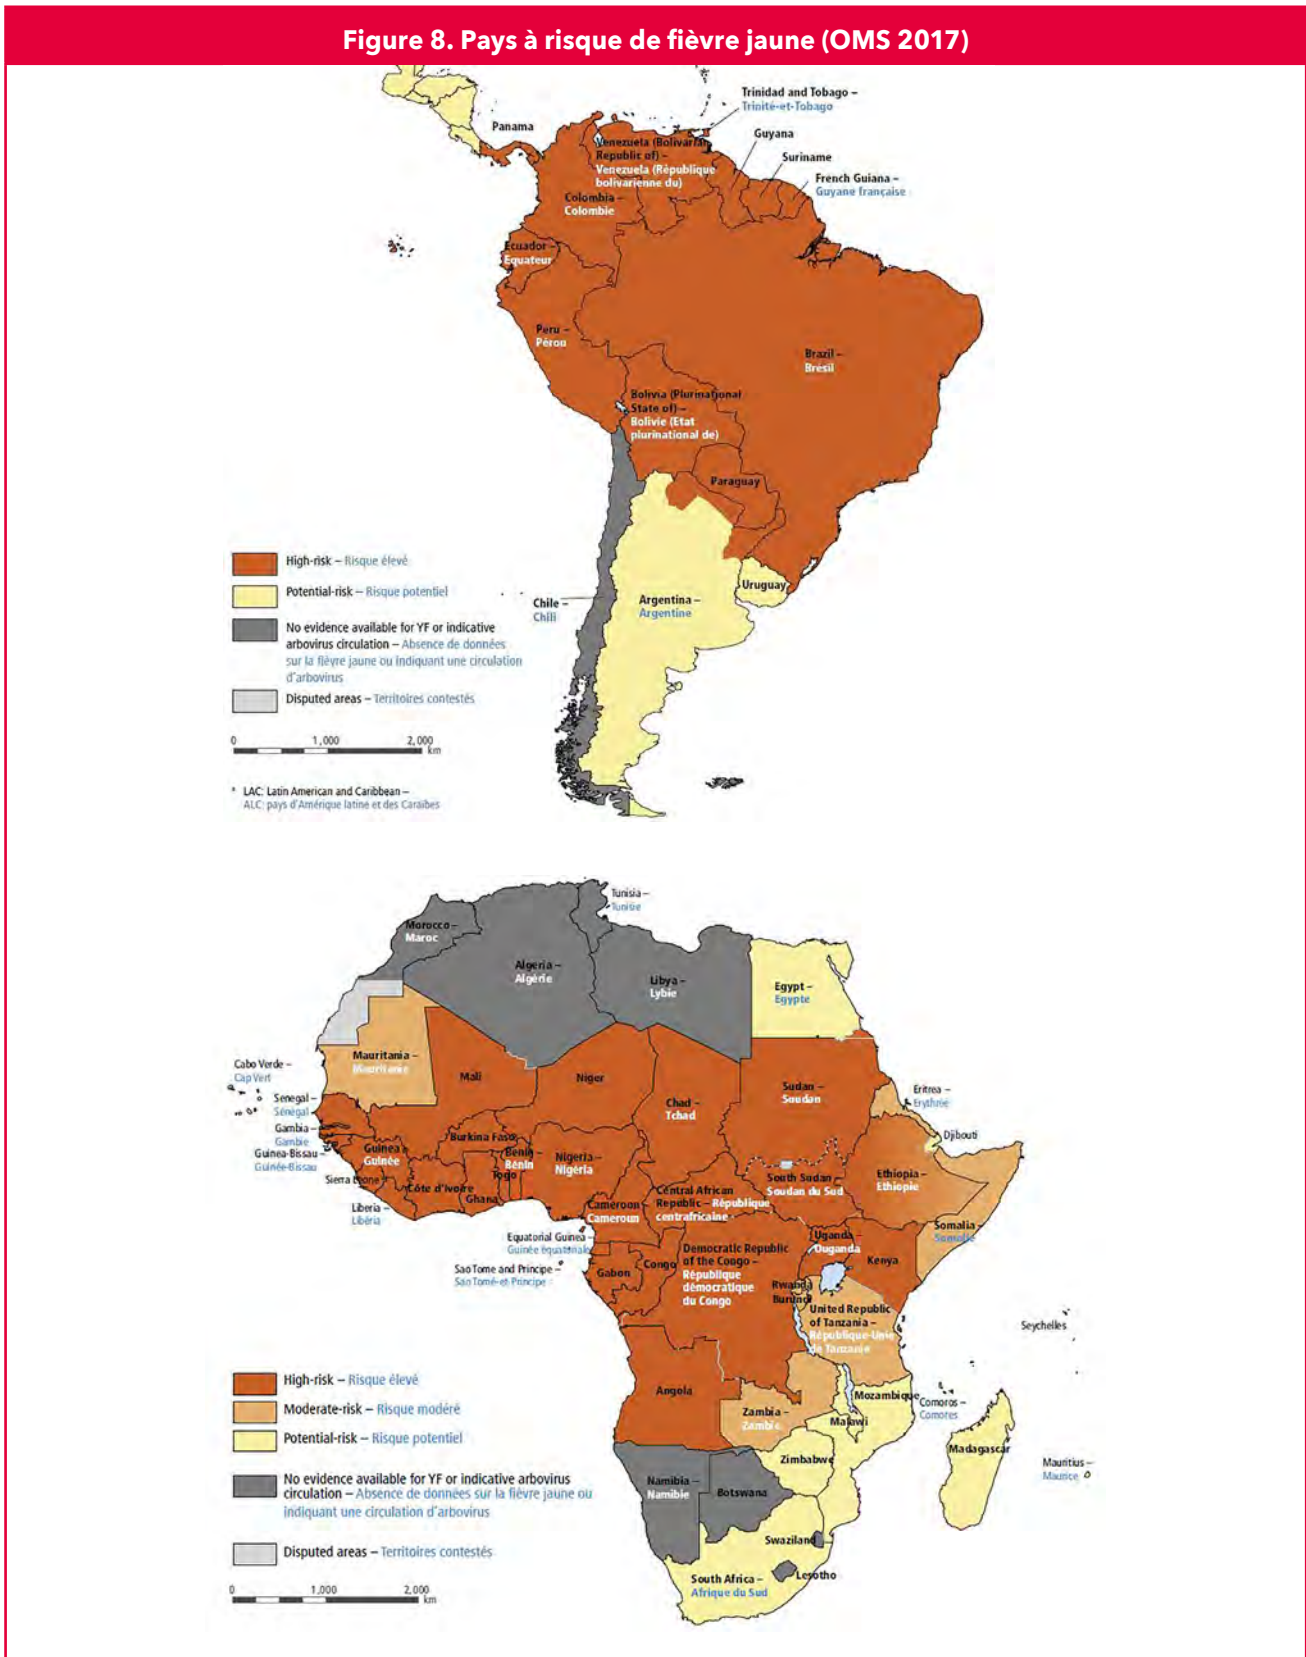 Figure 8. Pays à risque de fièvre jaune (OMS 2017)
Trinidad and Tobago –
Trinité-et-Tobago
Panama
Guyana
Venezuela (Bolivarian
Republic of) –
Venezuela (République
bolivarienne du)
Suriname
French Guiana –
Guyane française
Colombia –
Colombie
Ecuador –
Equateur
Peru –
Pérou
Brazil –
Brésil
Bolivia (Plurinational
State of) –
Bolivie (Etat
plurinational de)
Paraguay
Uruguay
Chile –
Chili
Argentina –
Argentine
High-risk – Risque élevé
Potential-risk – Risque potentiel
No evidence available for YF or indicative
arbovirus circulation – Absence de données
sur la fièvre jaune ou indiquant une circulation
d'arbovirus
Disputed areas – Territoires contestés
0 1,000 2,000
km
* LAC: Latin American and Caribbean –
ALC: pays d'Amérique latine et des Caraïbes
Tunisia –
Tunisie
Morocco –
Maroc
Algeria –
Algérie
Libya –
Lybie
Egypt –
Egypte
Mauritania –
Mauritanie
Mali
Niger
Chad –
Tchad
Sudan –
Soudan
Eritrea –
Erythrée
Cabo Verde –
Cap Vert
Senegal –
Sénégal
Gambia –
Gambie
Guinea-Bissau –
Guinée-Bissau
Guinea –
Guinée
Sierra Leone
Liberia –
Libéria
Burkina Faso
Côte d'Ivoire
Ghana
Togo
Benin –
Bénin
Nigeria –
Nigéria
Djibouti
Ethiopia –
Ethiopie
South Sudan –
Soudan du Sud
Central African
Republic – République
centrafricaine
Cameroon –
Cameroun
Somalia –
Somalie
Equatorial Guinea –
Guinée équatoriale
Sao Tome and Principe –
Sao Tomé-et-Principe
Gabon
Congo
Democratic Republic
of the Congo –
République
démocratique
du Congo
Uganda –
Ouganda
Kenya
Rwanda
Burundi
United Republic
of Tanzania –
République-Unie
de Tanzanie
Seychelles
Angola
Zambia –
Zambie
Malawi
Mozambique
Comoros –
Comores
Madagascar
Mauritius –
Maurice
Zimbabwe
Namibia –
Namibie
Botswana
Swaziland
Lesotho
South Africa –
Afrique du Sud
High-risk – Risque élevé
Moderate-risk – Risque modéré
Potential-risk – Risque potentiel
No evidence available for YF or indicative arbovirus
circulation – Absence de données sur la fièvre jaune ou
indiquant une circulation d'arbovirus
Disputed areas – Territoires contestés
0 1,000 2,000
km